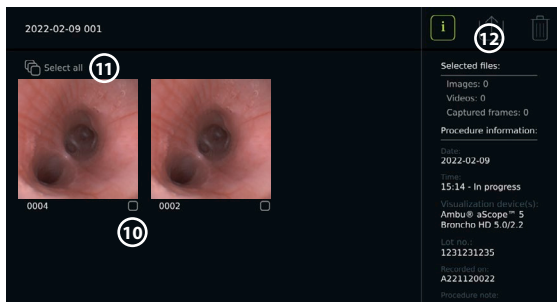 2022-02-09 001
i
12
Select all
11
0004
0002
10
Selected files:
Images: 0
Videos: 0
Captured frames: 0
Procedure information:
Date:
2022-02-09
Time:
15:14 - In progress
Visualization device(s):
Ambu® aScope™ 5
Broncho HD 5.0/2.2
Lot no.:
1231231235
Recorded on:
A221120022
Procedure note: